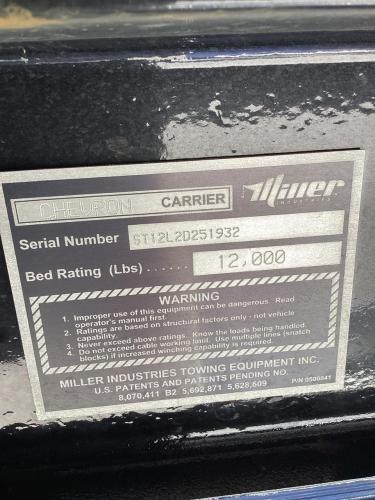 CHEVRON CARRIER Miller
INDUSTRIES
Serial Number ST12L2D251932
Bed Rating (Lbs) 12,000
WARNING
1. Improper use of this equipment can be dangerous. Read
operator's manual first.
2. Ratings are based on structural factors only - not vehicle
capability.
3. Never exceed above ratings. Know the loads being handled.
4. Do not exceed cable working limit. Use multiple lines (snatch
blocks) if increased winching capability is required.
MILLER INDUSTRIES TOWING EQUIPMENT INC.
U.S. PATENTS AND PATENTS PENDING NO.
8,070,411 B2 5,692,871 5,628,609
P/N 0500041